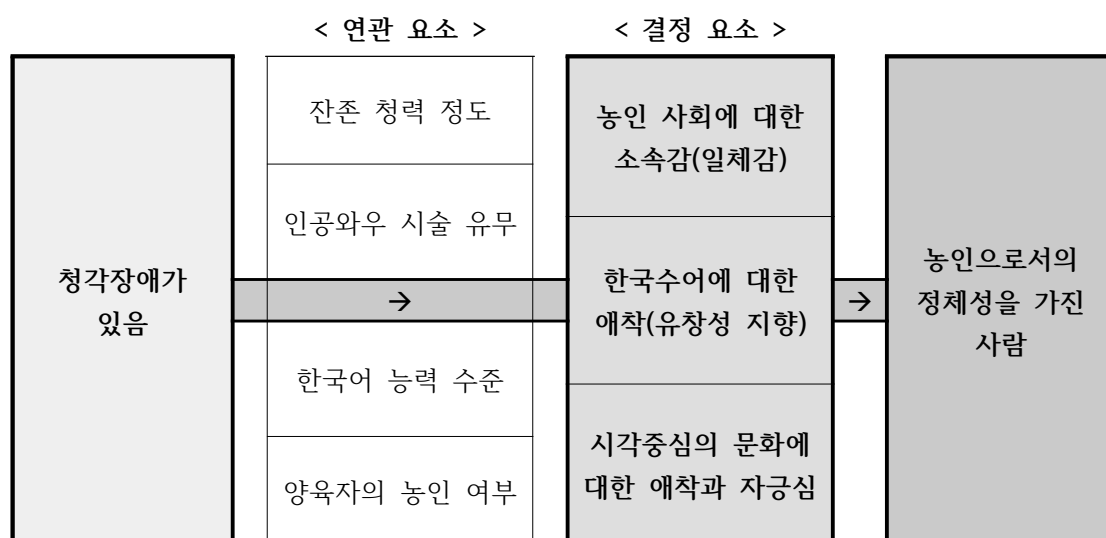 < 연관 요소 >
< 결정 요소 >
청각장애가
있음
잔존 청력 정도
인공와우 시술 유무
→
한국어 능력 수준
양육자의 농인 여부
농인 사회에 대한
소속감(일체감)
한국수어에 대한
애착(유창성 지향)
시각중심의 문화에
대한 애착과 자긍심
→
농인으로서의
정체성을 가진
사람